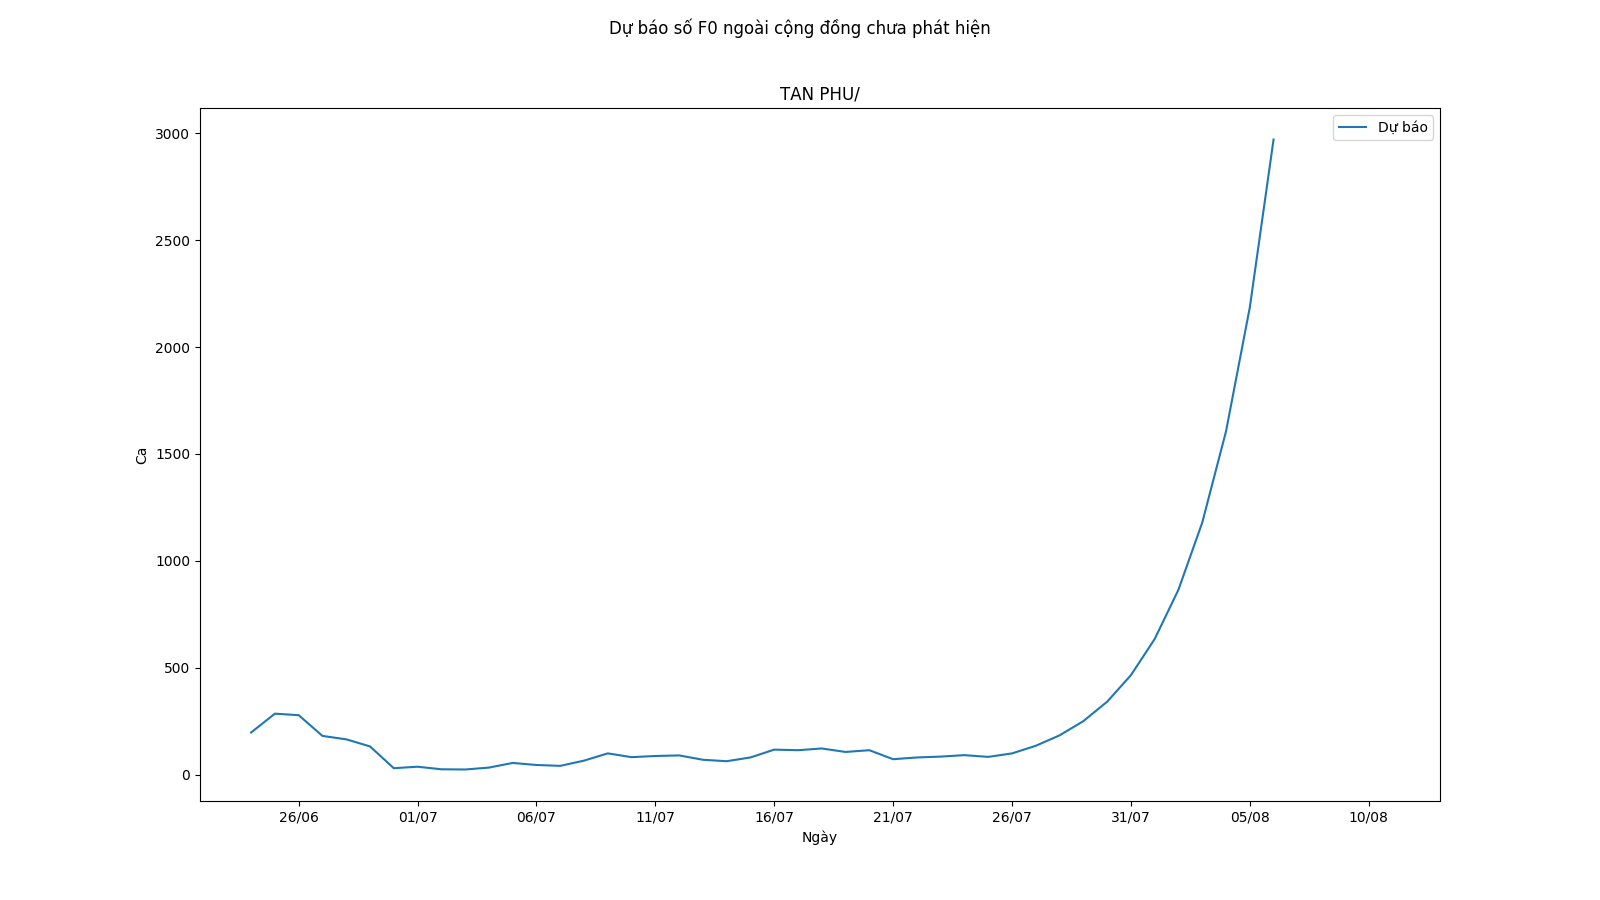 Dự báo số F0 ngoài cộng đồng chưa phát hiện
TAN PHU/
Dự báo
3000
2500
2000
1500
1000
500
0
Ca
26/06 01/07 06/07 11/07 16/07 21/07 26/07 31/07 05/08 10/08
Ngày